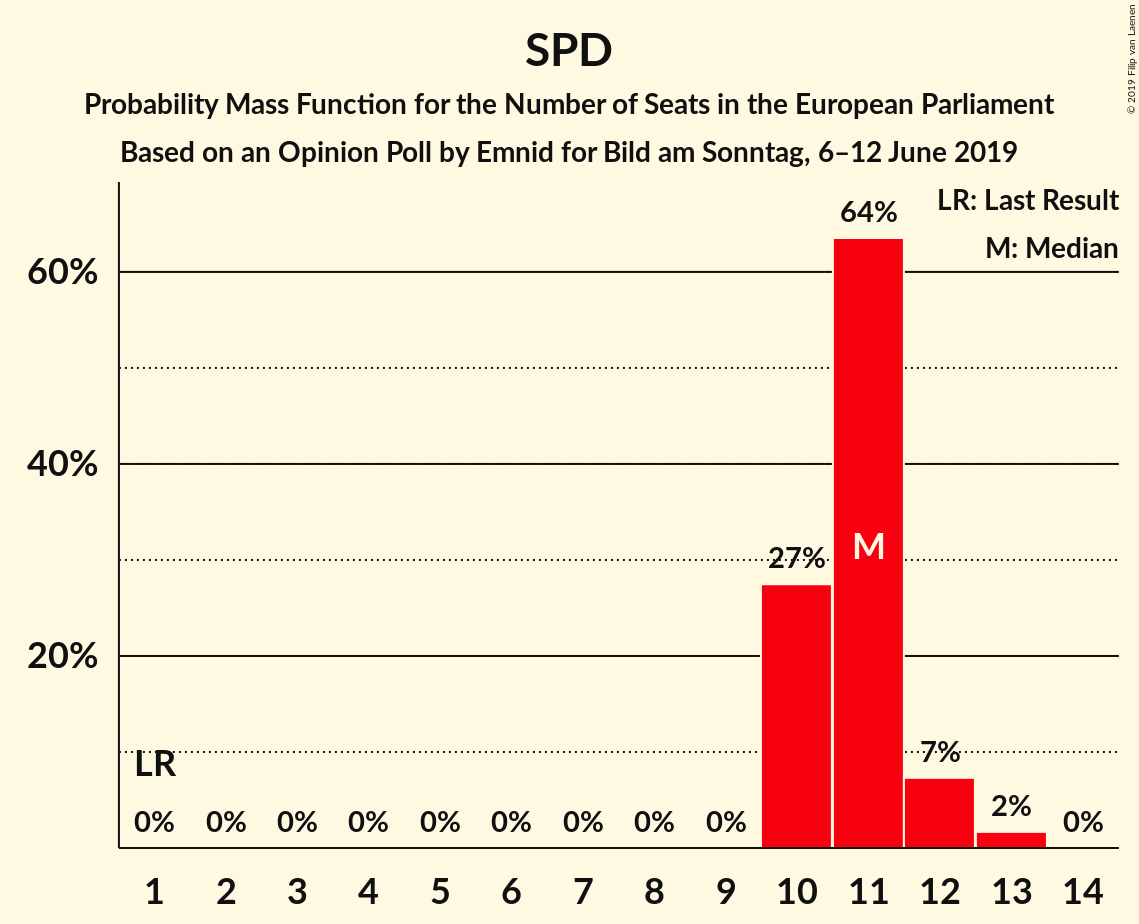 SPD
Probability Mass Function for the Number of Seats in the European Parliament
Based on an Opinion Poll by Emnid for Bild am Sonntag, 6–12 June 2019
© 2019 Filip van Laenen
LR: Last Result
M: Median
60%
40%
20%
64%
27%
M
7%
2%
LR
0% 0% 0% 0% 0% 0% 0% 0% 0% 0%
1 2 3 4 5 6 7 8 9 10 11 12 13 14